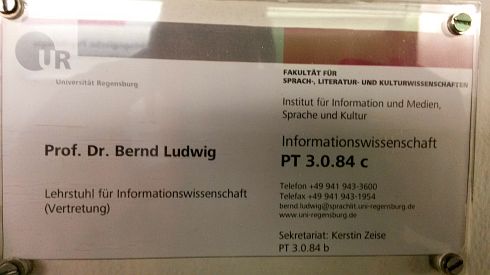 UR
Universität Regensburg
FAKULTÄT FÜR
SPRACH-, LITERATUR- UND KULTURWISSENSCHAFTEN
Institut für Information und Medien,
Sprache und Kultur
Prof. Dr. Bernd Ludwig
Lehrstuhl für Informationswissenschaft
(Vertretung)
Informationswissenschaft
PT 3.0.84 c
Telefon +49 941 943-3600
Telefax +49 941 943-1954
bernd.ludwig@sprachlit.uni-regensburg.de
www.uni-regensburg.de
Sekretariat: Kerstin Zeise
PT 3.0.84 b